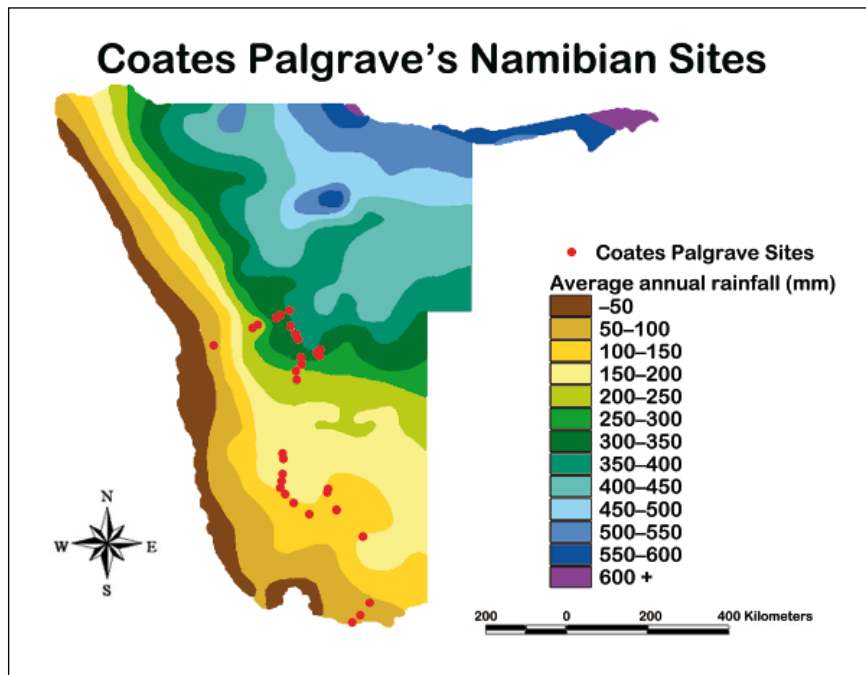 Coates Palgrave's Namibian Sites
Coates Palgrave Sites
Average annual rainfall (mm)
–50
50–100
100–150
150–200
200–250
250–300
300–350
350–400
400–450
450–500
500–550
550–600
600 +
N
W E
S
200 0 200 400 Kilometers